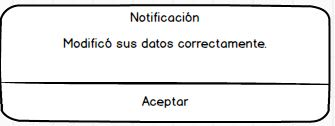 Notificación
Modificó sus datos correctamente.
Aceptar